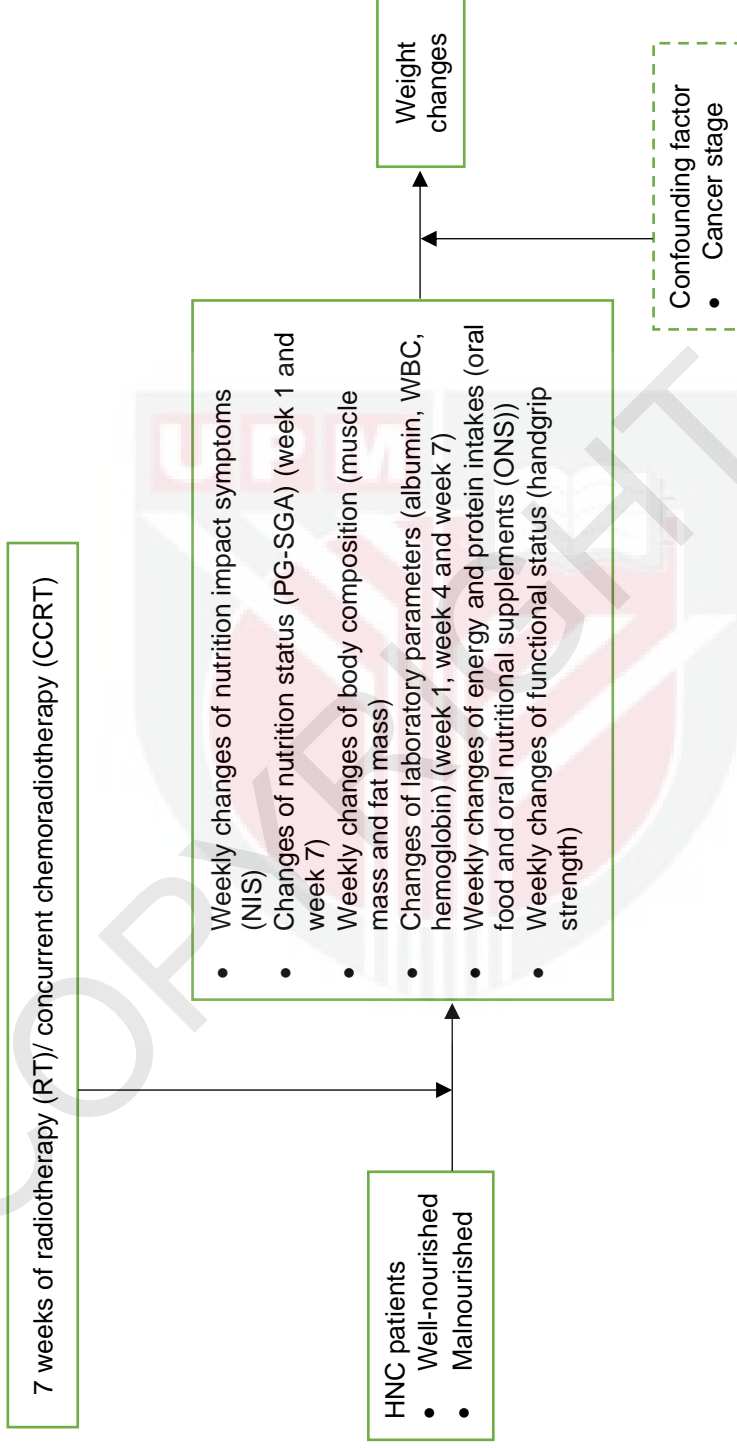 7 weeks of radiotherapy (RT)/ concurrent chemoradiotherapy (CCRT)
HNC patients
• Well-nourished
• Malnourished
• Weekly changes of nutrition impact symptoms
(NIS)
• Changes of nutrition status (PG-SGA) (week 1 and
week 7)
• Weekly changes of body composition (muscle
mass and fat mass)
• Changes of laboratory parameters (albumin, WBC,
hemoglobin) (week 1, week 4 and week 7)
• Weekly changes of energy and protein intakes (oral
food and oral nutritional supplements (ONS))
• Weekly changes of functional status (handgrip
strength)
Weight
changes
Confounding factor
• Cancer stage
UPM
COPYRIGHT